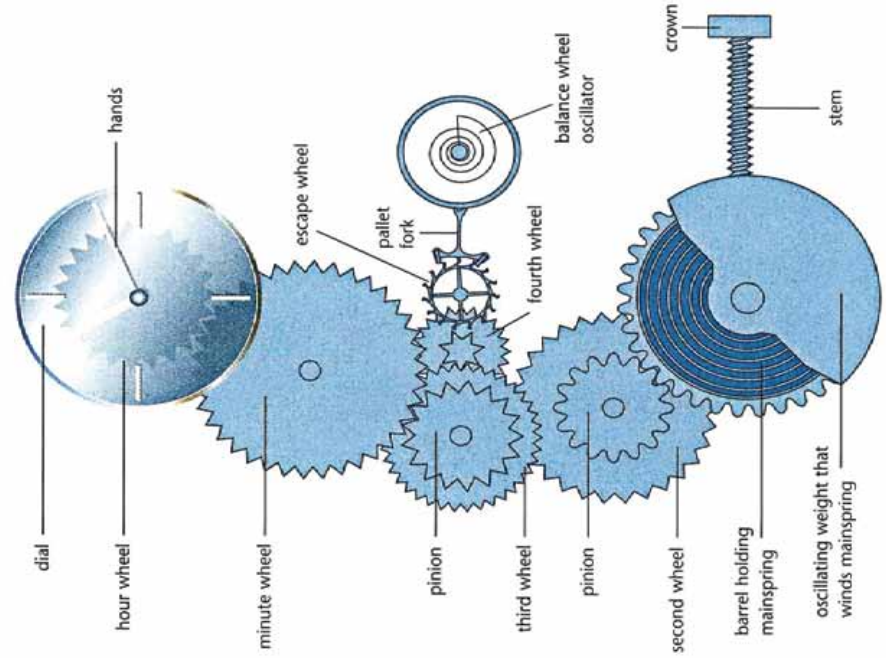 dial
hour wheel
minute wheel
pinion
third wheel
pinion
second wheel
barrel holding
mainspring
oscillating weight that
winds mainspring
hands
escape wheel
pallet
fork
fourth wheel
balance wheel
oscillator
crown
stem